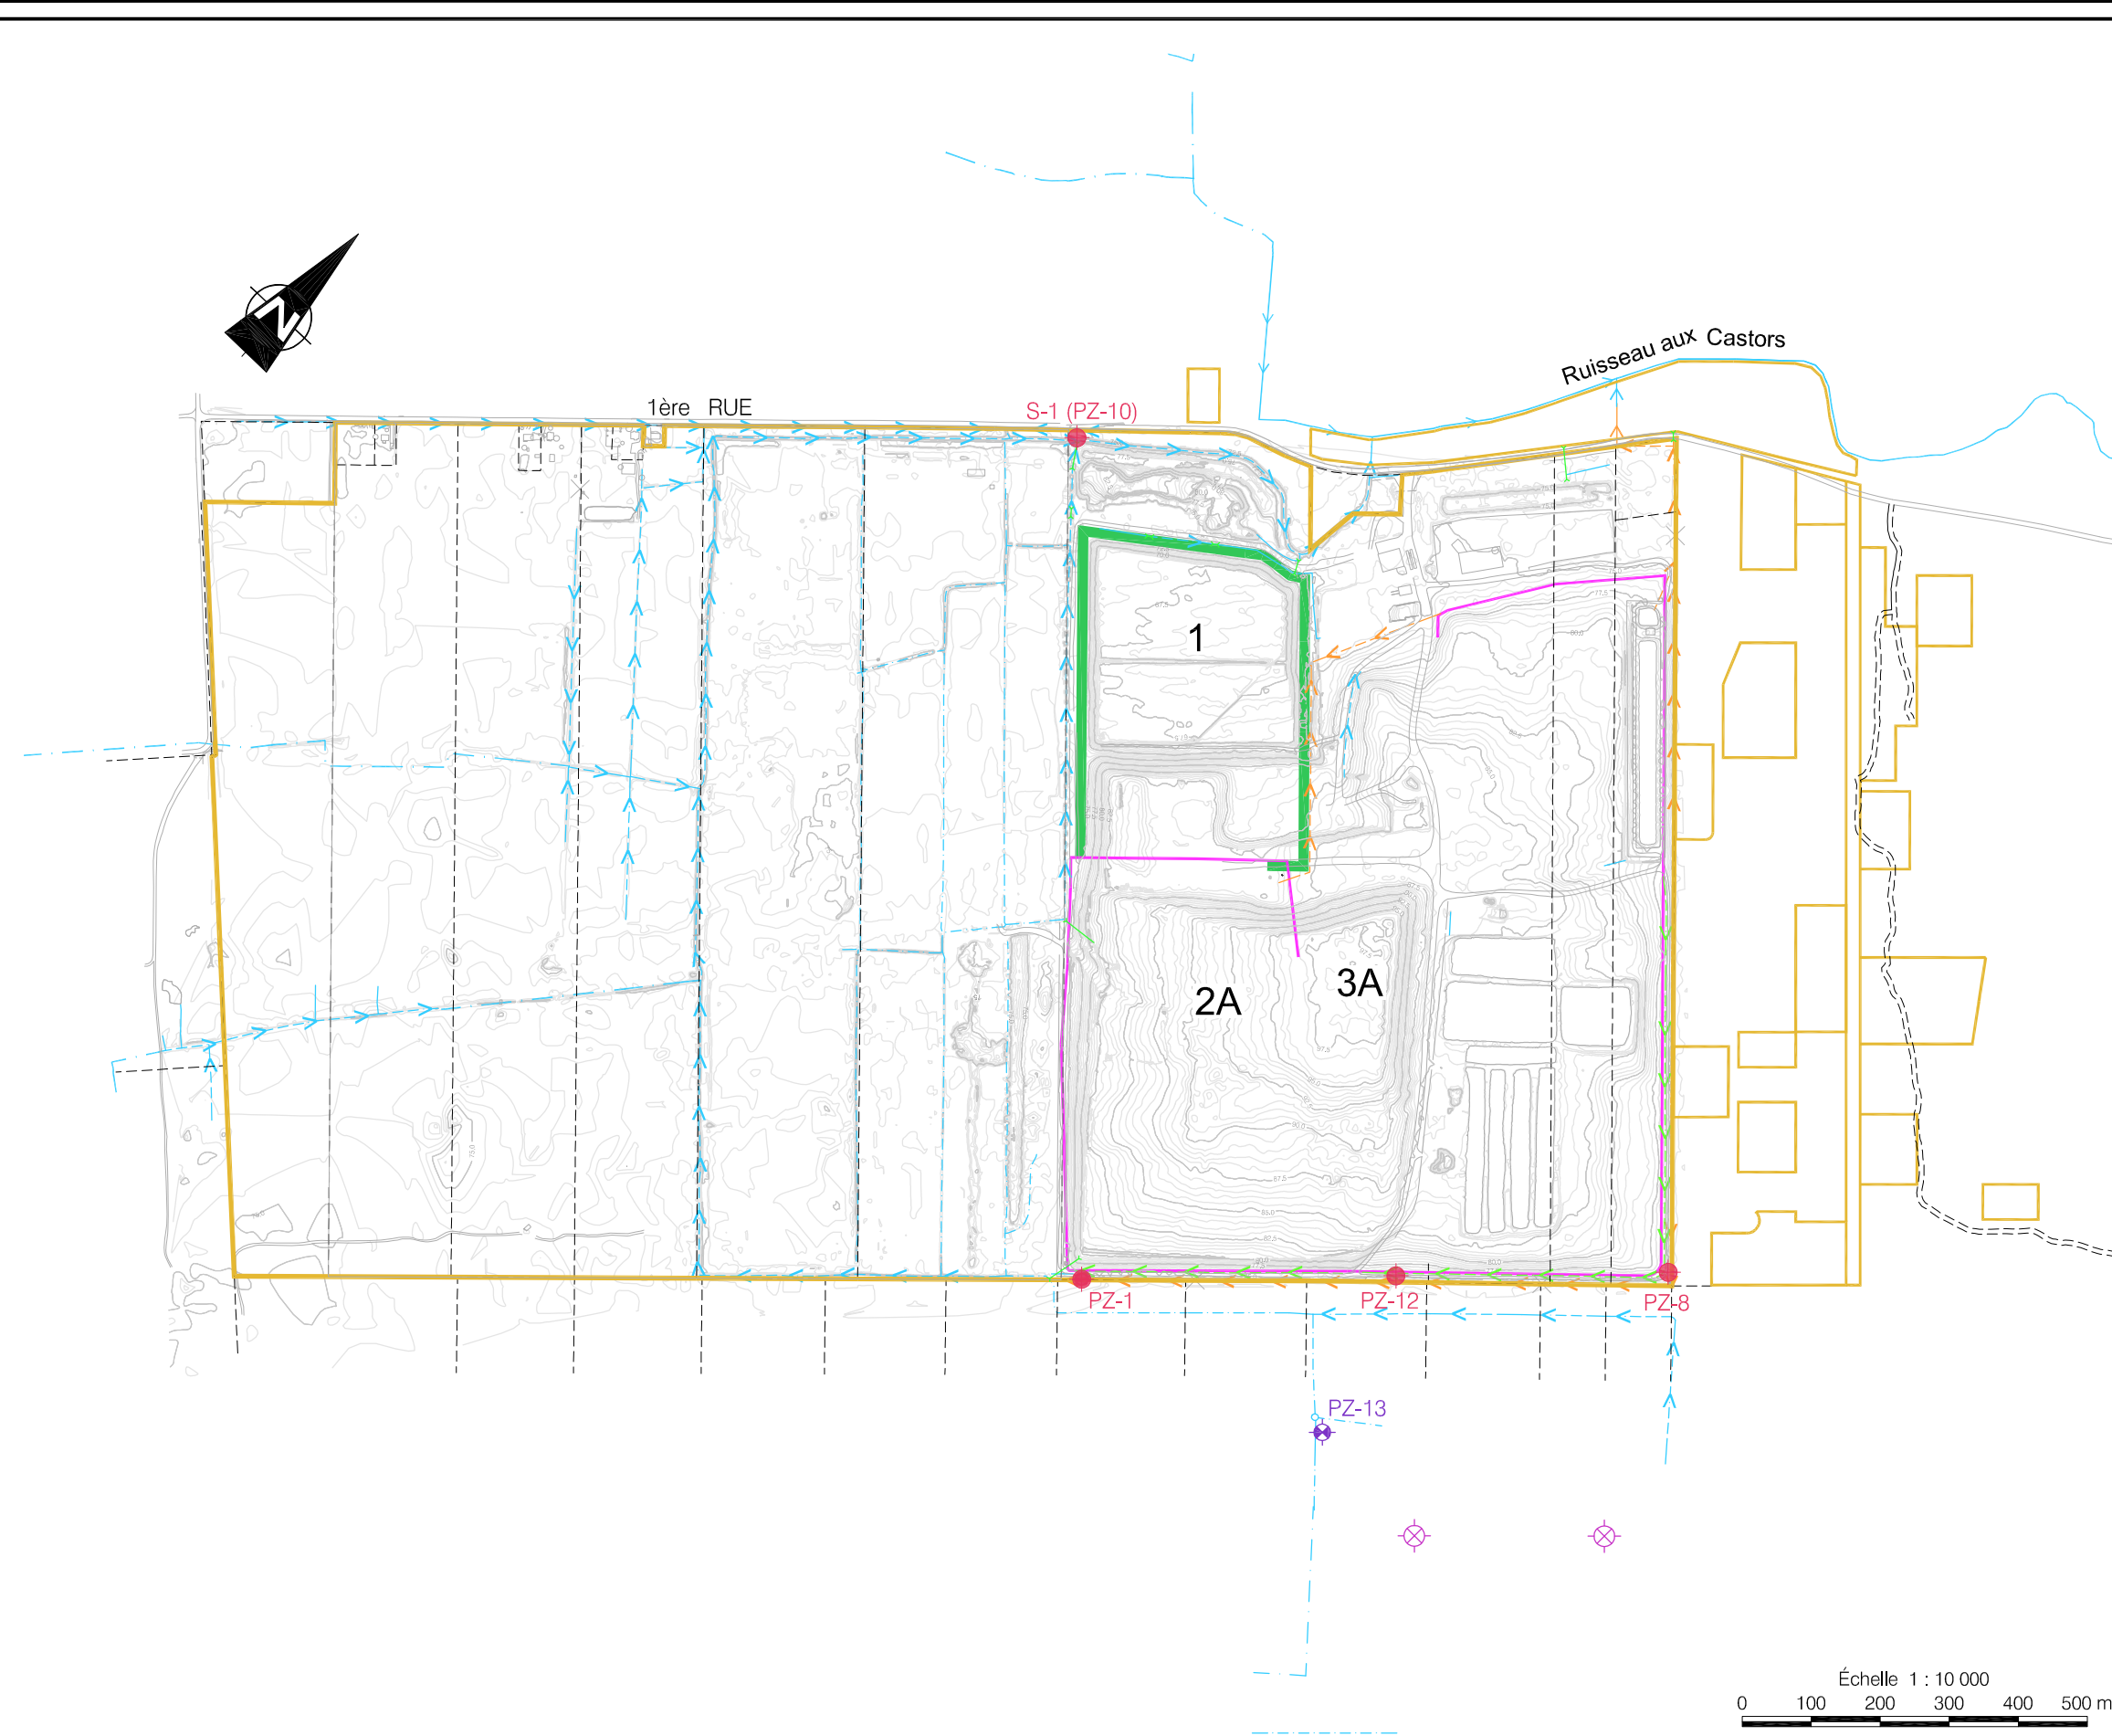 N
Ruisseau aux Castors
1ère RUE
S-1 (PZ-10)
1
2A
3A
PZ-1
PZ-12
PZ-8
PZ-13
Échelle 1 : 10 000
0 100 200 300 400 500 m